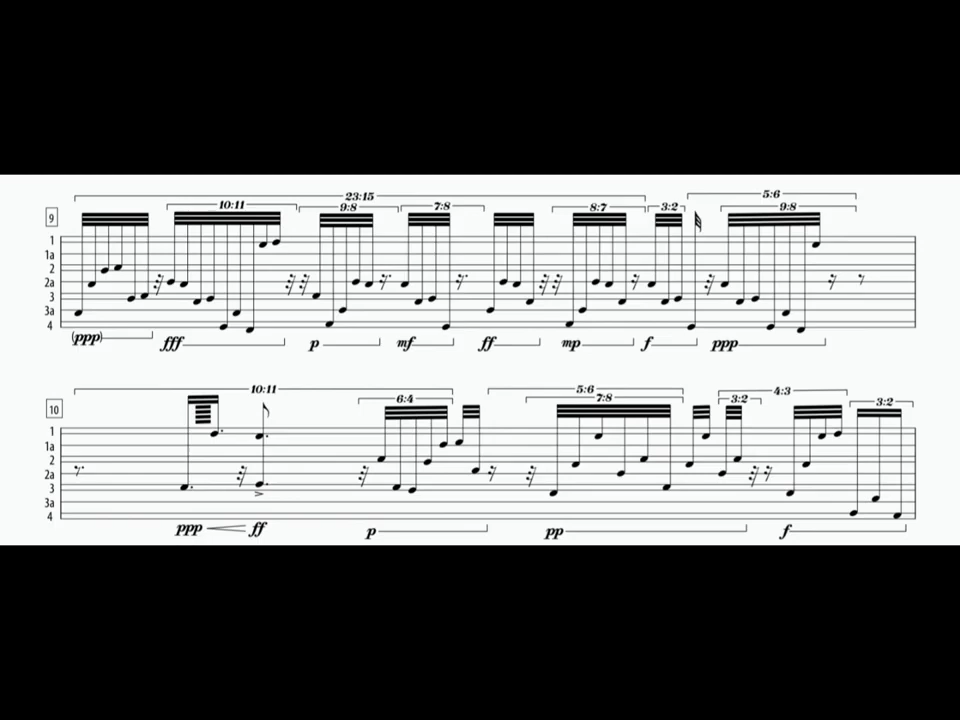 23:15 5:6
10:11 9:8 7:8 8:7 3:2 9:8
9
1
1a
2
2a
3
3a
4
(ppp) fff p mf ff mp f ppp
10:11 5:6 4:3
6:4 7:8 3:2 3:2
10
1
1a
2
2a
3
3a
4
ppp ff p pp f